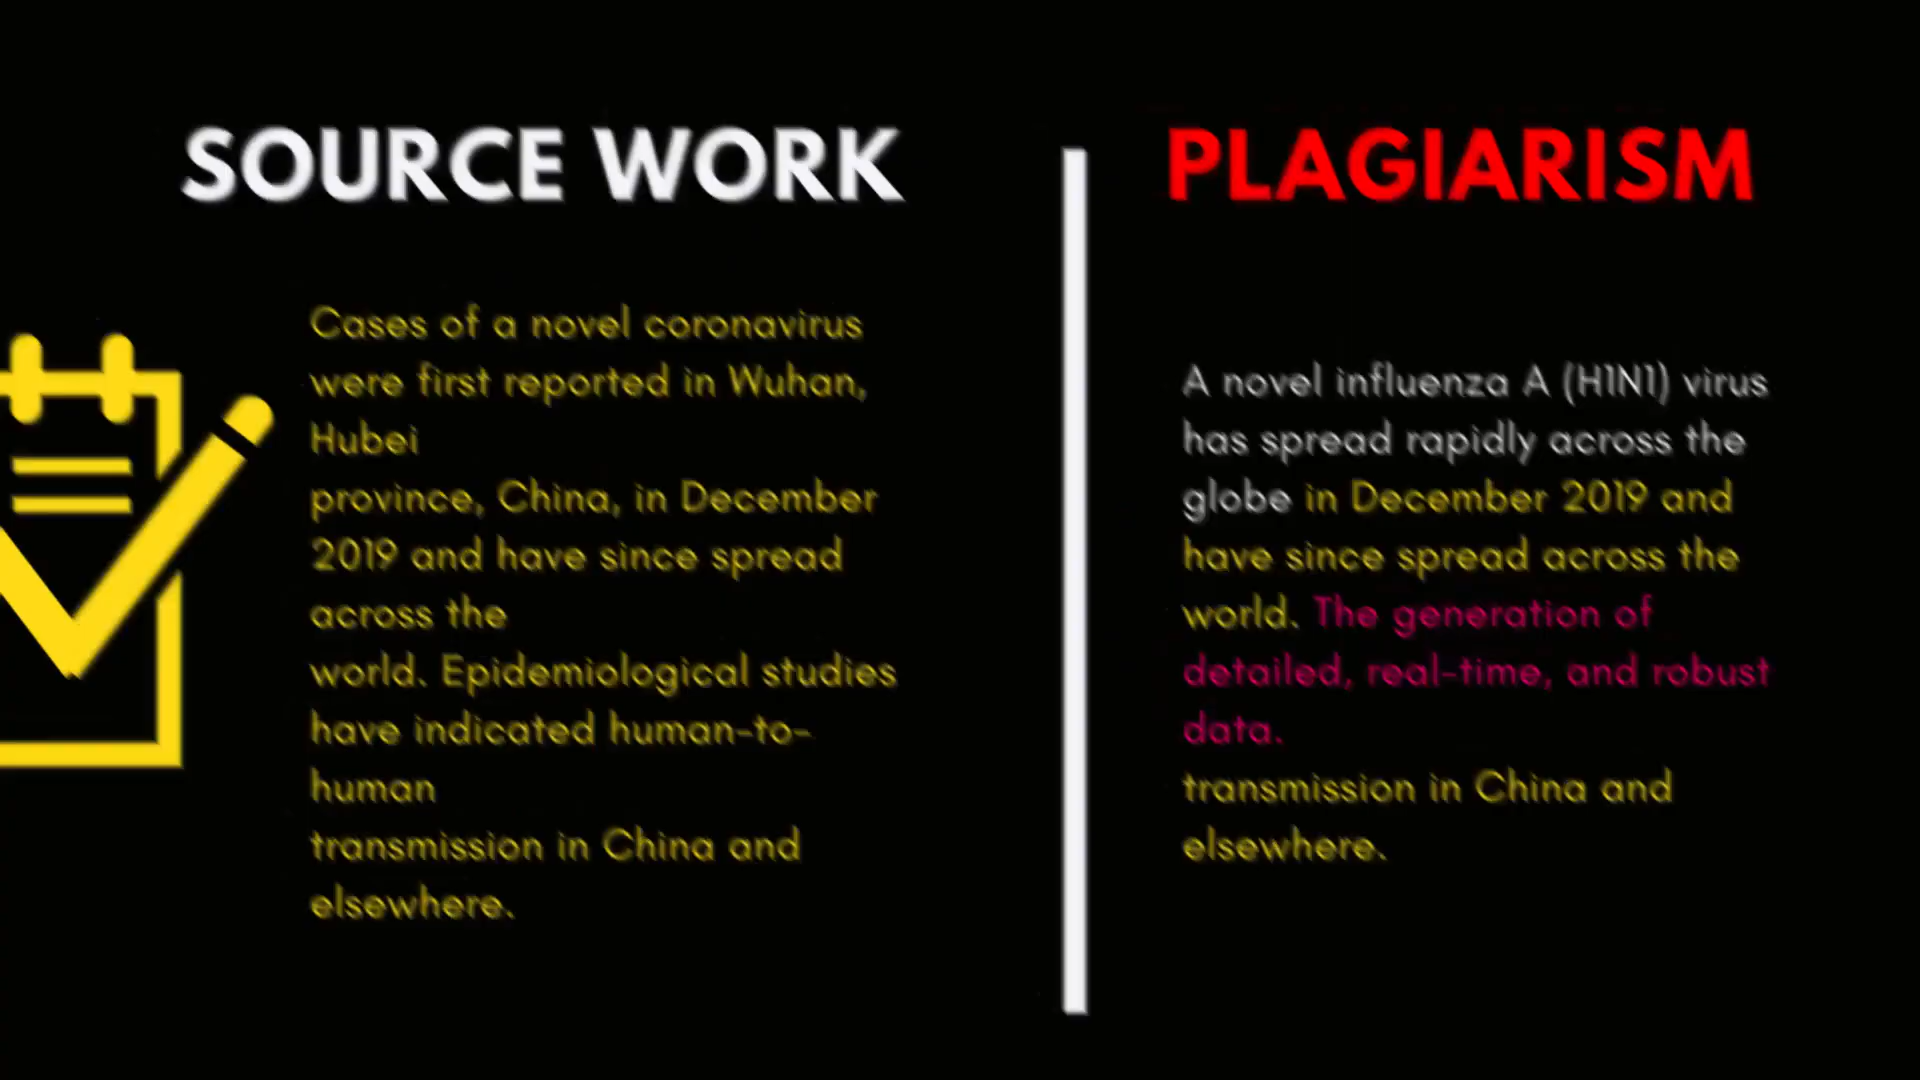 SOURCE WORK
Cases of a novel coronavirus
were first reported in Wuhan,
Hubei
province, China, in December
2019 and have since spread
across the
world. Epidemiological studies
have indicated human-to-
human
transmission in China and
elsewhere.
PLAGIARISM
A novel influenza A (H1N1) virus
has spread rapidly across the
globe in December 2019 and
have since spread across the
world. The generation of
detailed, real-time, and robust
data.
transmission in China and
elsewhere.